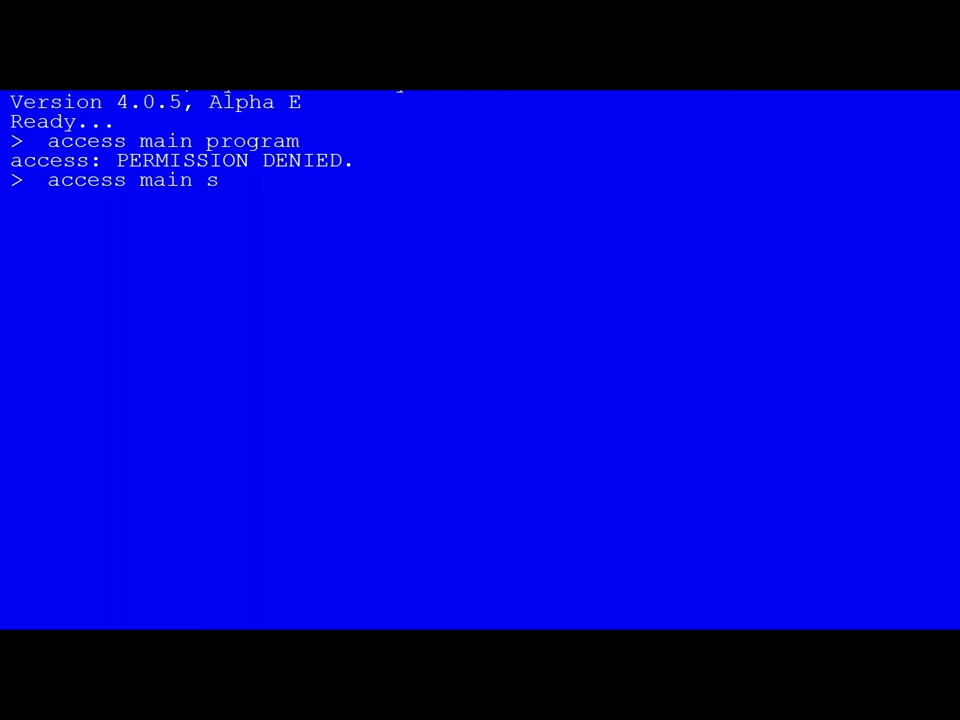 Version 4.0.5, Alpha E
Ready...
>  access main program
access: PERMISSION DENIED.
>  access main s